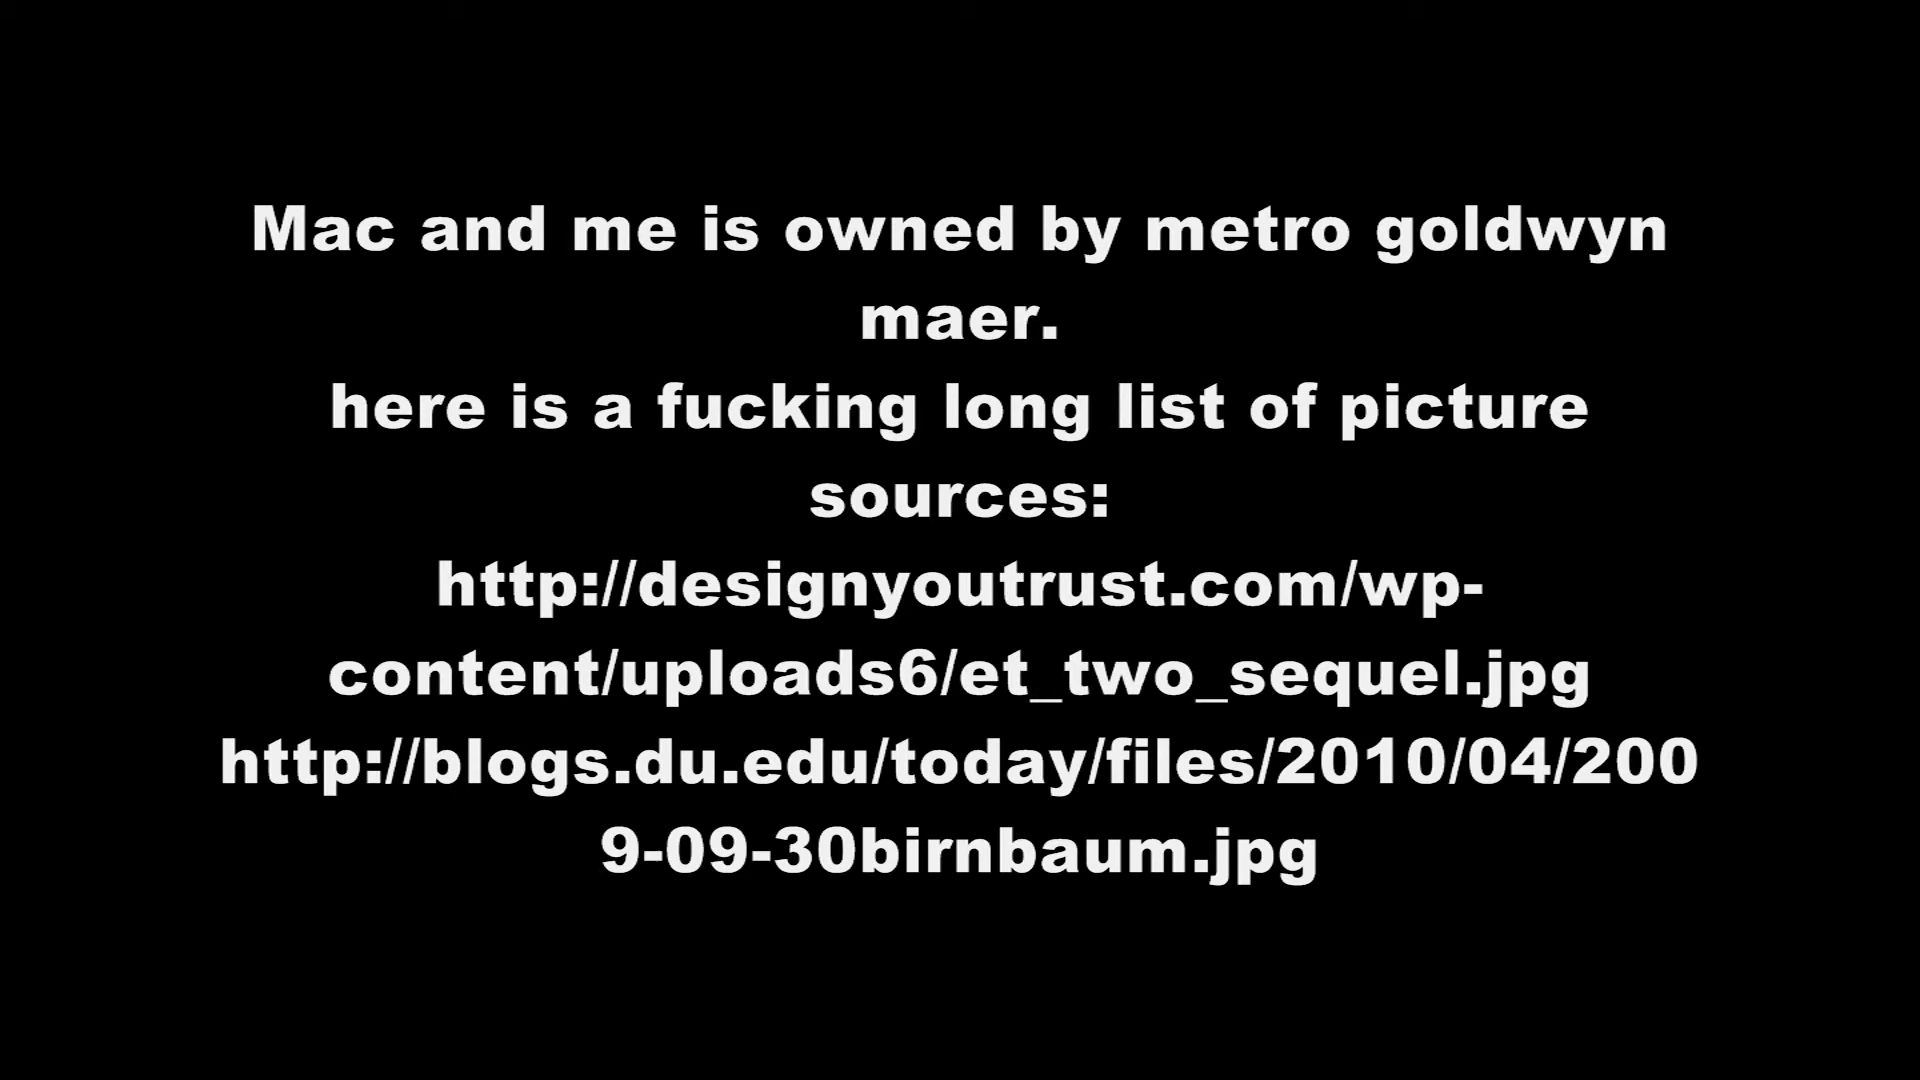 Mac and me is owned by metro goldwyn
maer.
here is a fucking long list of picture
sources:
http://designyoutrust.com/wp-
content/uploads6/et_two_sequel.jpg
http://blogs.du.edu/today/files/2010/04/200
9-09-30birnbaum.jpg